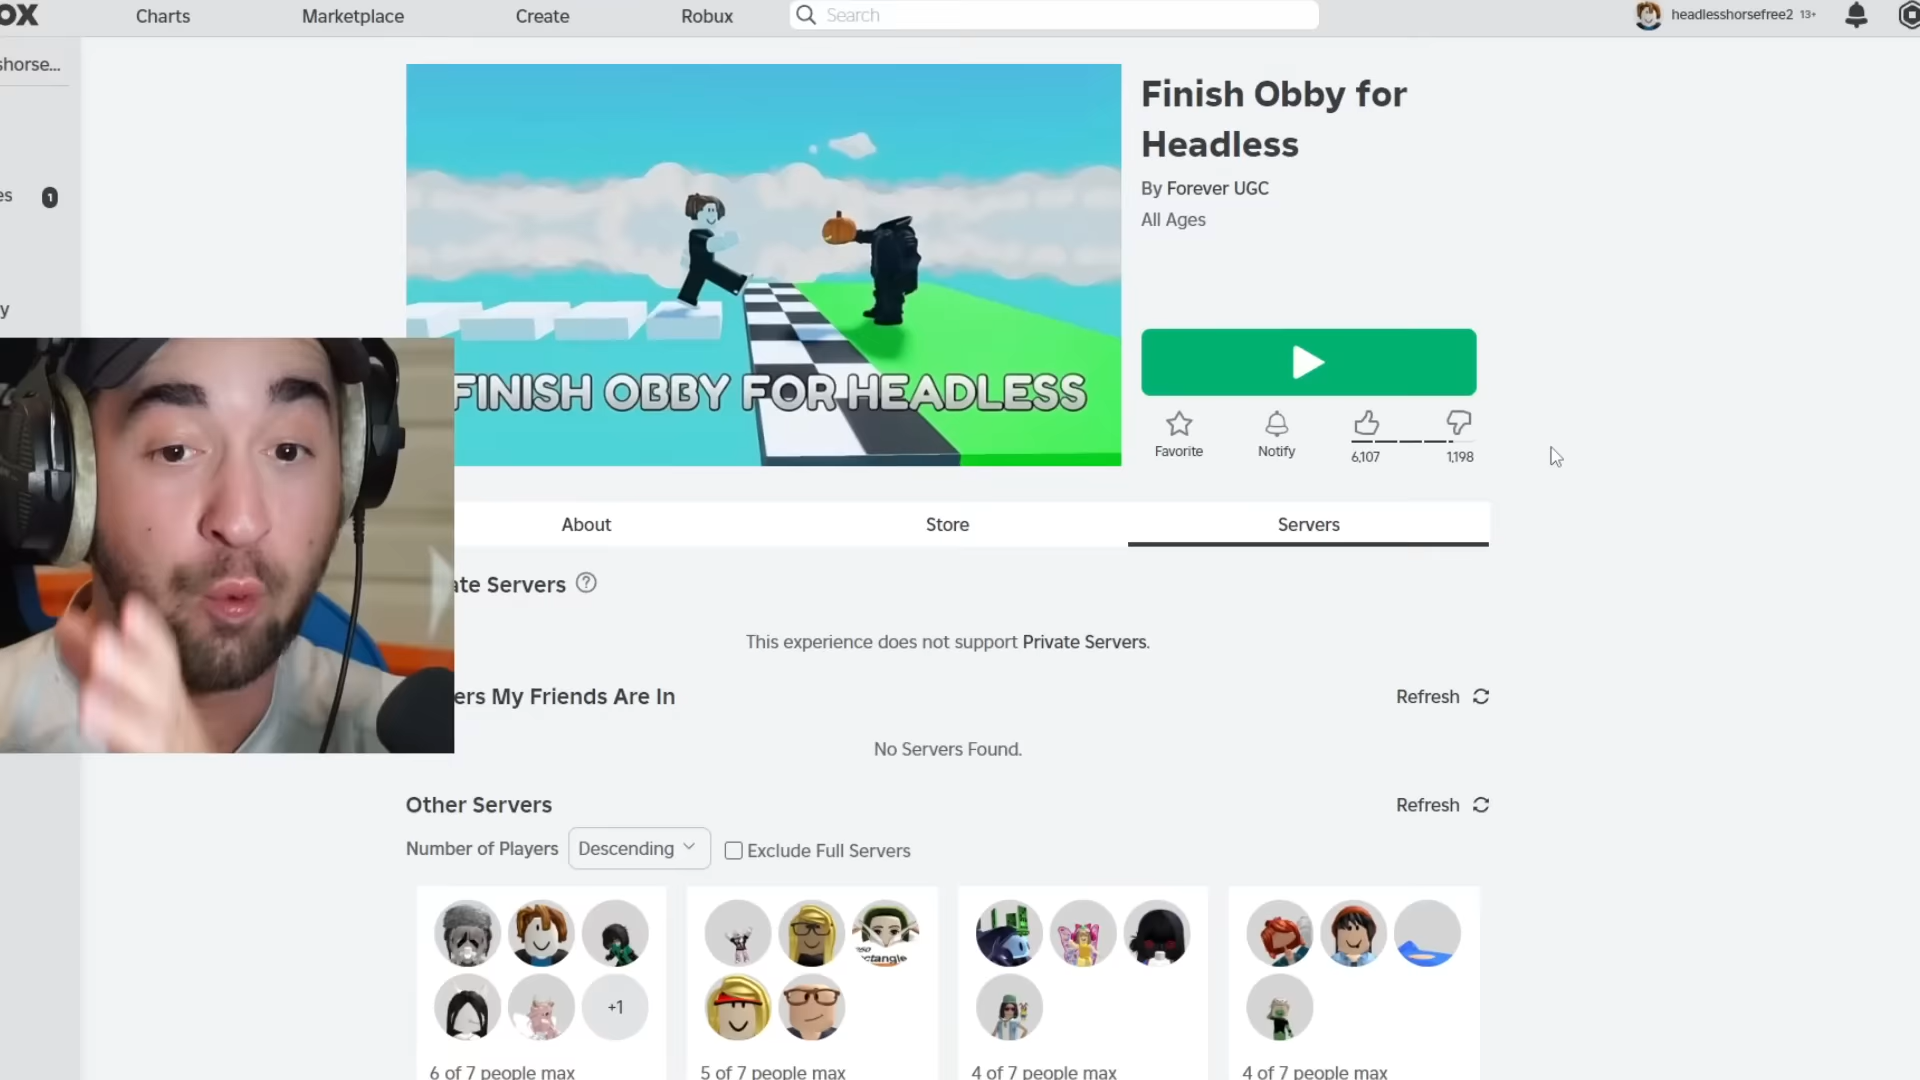 OX
Charts
Marketplace
Create
Robux
Search
headlesshorsefree2 13+
shorse...
es
1
y
FINISH OBBY FOR HEADLESS
Finish Obby for
Headless
By Forever UGC
All Ages
Favorite
Notify
6,107
1,198
About
Store
Servers
ate Servers
?
This experience does not support Private Servers.
ers My Friends Are In
Refresh
No Servers Found.
Other Servers
Refresh
Number of Players
Descending
Exclude Full Servers
ctangle
+1
6 of 7 people max
5 of 7 people max
4 of 7 people max
4 of 7 people max